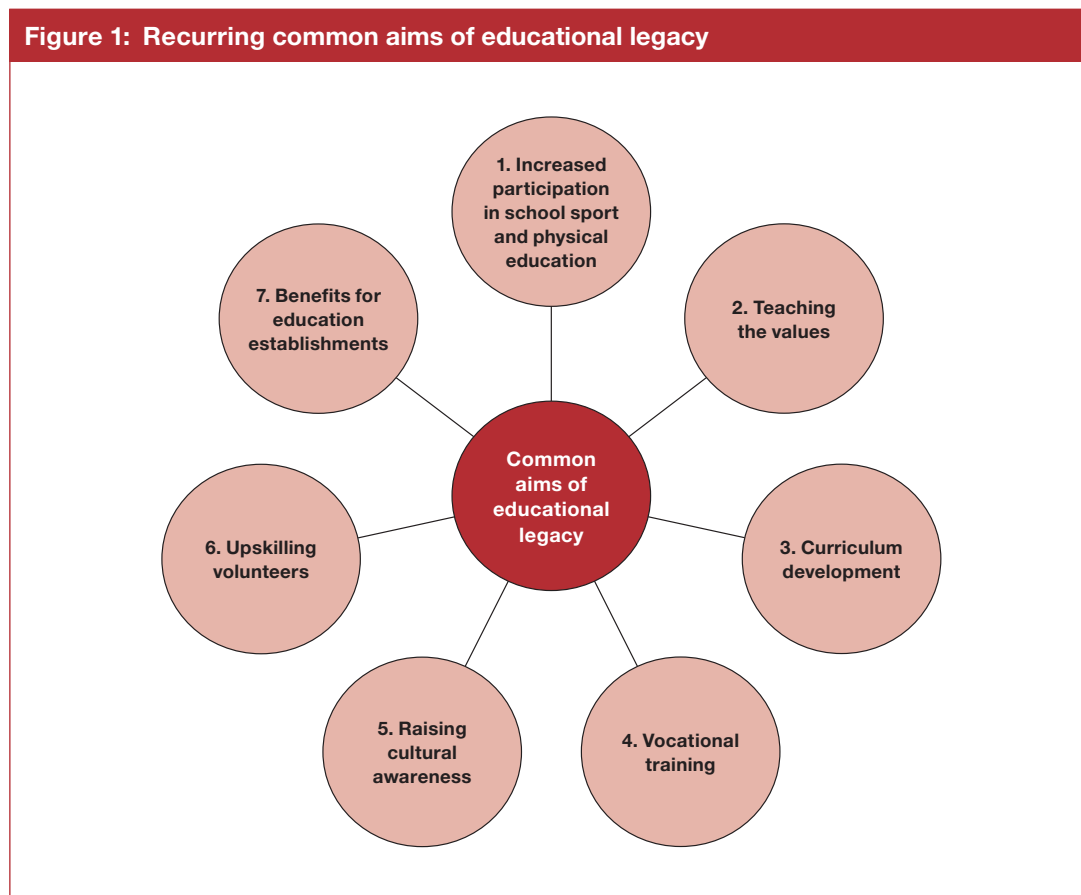 Figure 1: Recurring common aims of educational legacy
1. Increased
participation
in school sport
and physical
education
2. Teaching
the values
3. Curriculum
development
4. Vocational
training
5. Raising
cultural
awareness
6. Upskilling
volunteers
7. Benefits for
education
establishments
Common
aims of
educational
legacy